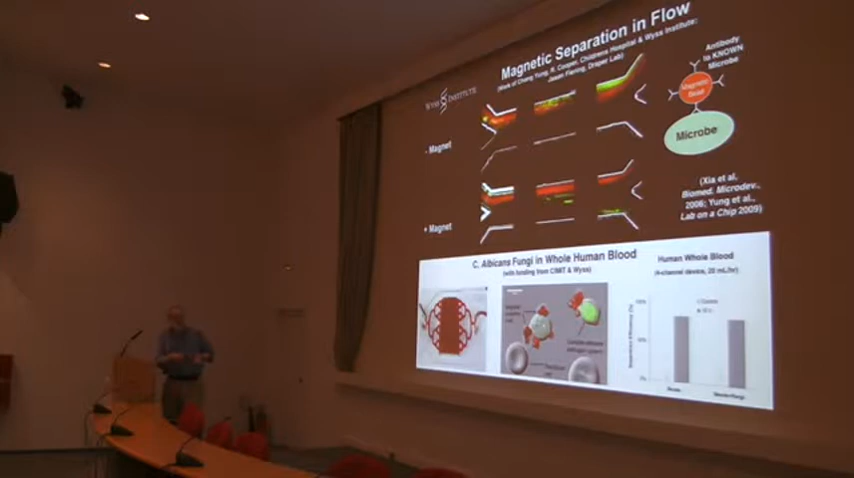 Magnetic Separation in Flow
(Work of Chong Yung, R. Cooper, Childrens Hospital & Wyss Institute;
Jason Fiering, Draper Lab)
WYSS INSTITUTE
- Magnet
+ Magnet
Antibody
to KNOWN
Microbe
Magnetic
Bead
Microbe
(Xia et al,
Biomed. Microdev.,
2006; Yung et al.,
Lab on a Chip 2009)
C. Albicans Fungi in Whole Human Blood
(with funding from CIMIT & Wyss)
Human Whole Blood
(4-channel device, 20 mL/hr)